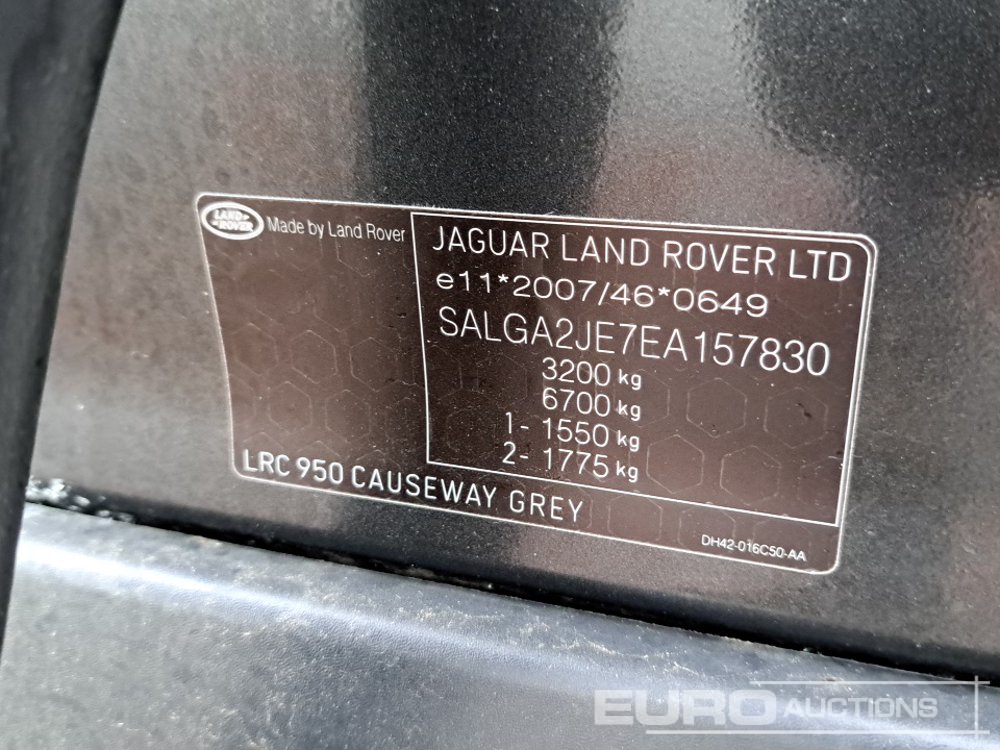 LAND ROVER
Made by Land Rover
JAGUAR LAND ROVER LTD
e11*2007/46*0649
SALGA2JE7EA157830
3200 kg
6700 kg
1- 1550 kg
2- 1775 kg
LRC 950 CAUSEWAY GREY
DH42-016C50-AA
EURO AUCTIONS